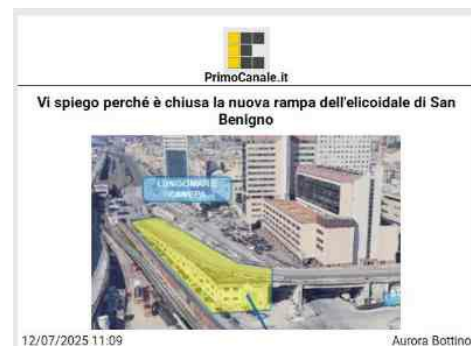 PrimoCanale.it
Vi spiego perché è chiusa la nuova rampa dell'elicoidale di San
Benigno
LUNGOMARE
CANEPA
12/07/2025 11:09
Aurora Bottino